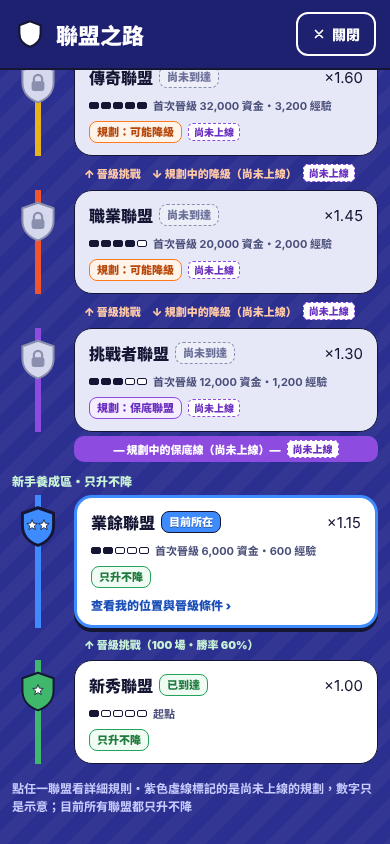 聯盟之路
× 關閉
傳奇聯盟 尚未到達 ×1.60
首次晉級 32,000 資金・3,200 經驗
規劃：可能降級 尚未上線
↑ 晉級挑戰 ↓ 規劃中的降級（尚未上線） 尚未上線
職業聯盟 尚未到達 ×1.45
首次晉級 20,000 資金・2,000 經驗
規劃：可能降級 尚未上線
↑ 晉級挑戰 ↓ 規劃中的降級（尚未上線） 尚未上線
挑戰者聯盟 尚未到達 ×1.30
首次晉級 12,000 資金・1,200 經驗
規劃：保底聯盟 尚未上線
— 規劃中的保底線（尚未上線）— 尚未上線
新手養成區・只升不降
業餘聯盟 目前所在 ×1.15
首次晉級 6,000 資金・600 經驗
只升不降
查看我的位置與晉級條件 ›
↑ 晉級挑戰（100 場・勝率 60%）
新秀聯盟 已到達 ×1.00
起點
只升不降
點任一聯盟看詳細規則・紫色虛線標記的是尚未上線的規劃，數字只
是示意；目前所有聯盟都只升不降